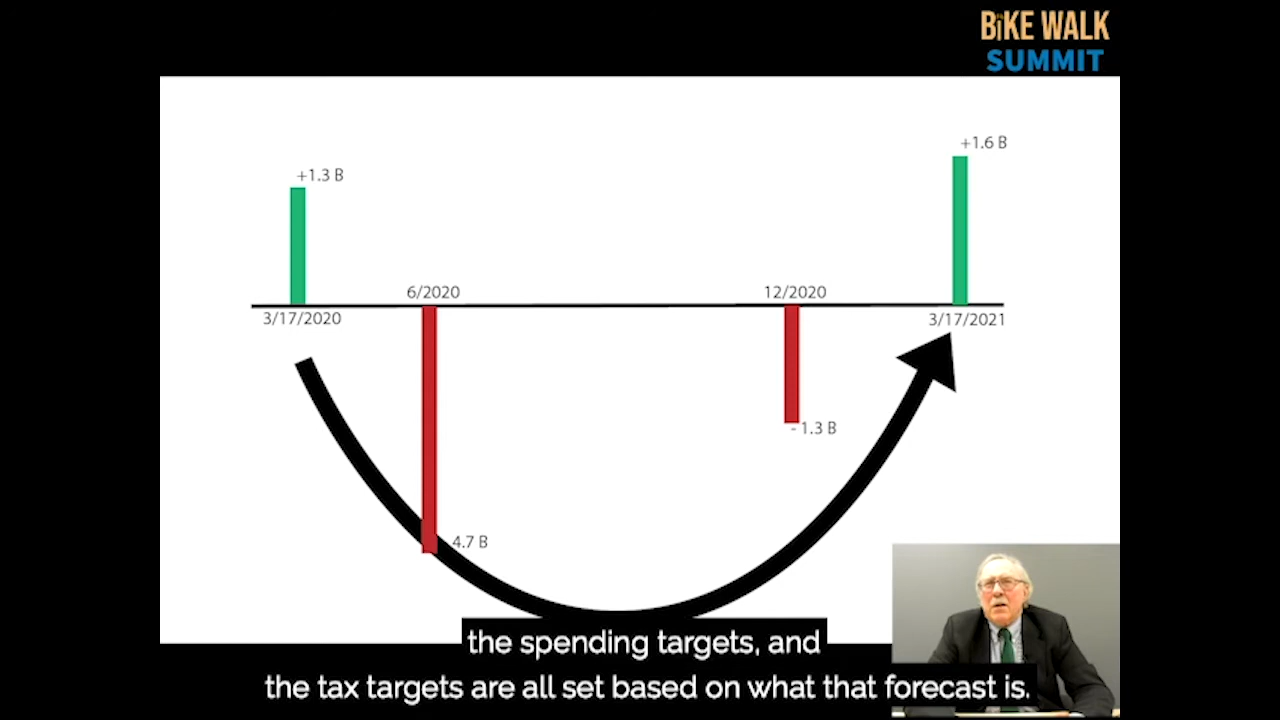 BiKE WALK
SUMMIT
+1.6 B
+1.3 B
6/2020
12/2020
3/17/2020
3/17/2021
- 1.3 B
4.7 B
the spending targets, and
the tax targets are all set based on what that forecast is.